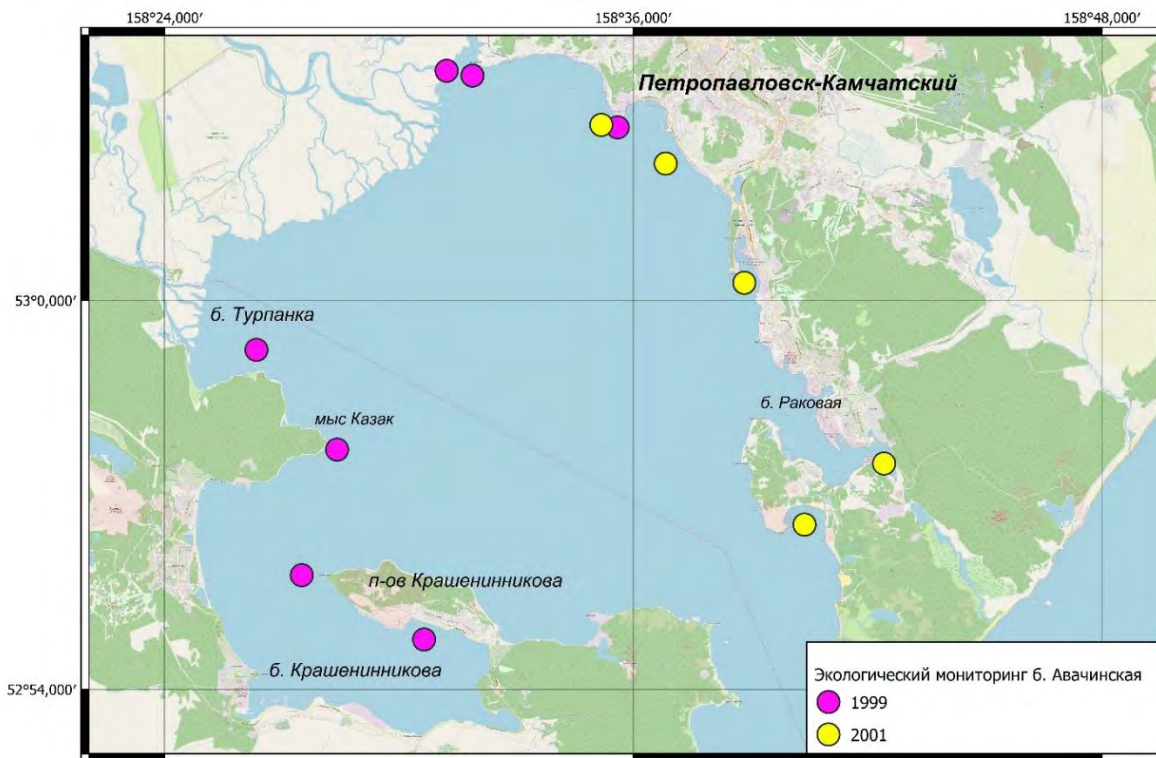 158°24,000′ 158°36,000′ 158°48,000′
Петропавловск-Камчатский
53°0,000′
б. Турпанка
мыс Казак
б. Раковая
п-ов Крашенинникова
б. Крашенинникова
52°54,000′
Экологический мониторинг б. Авачинская
1999
2001